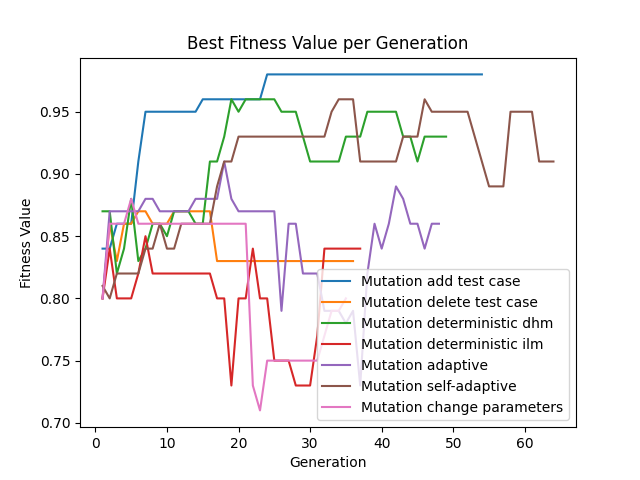 Best Fitness Value per Generation
Fitness Value
0.95
0.90
0.85
0.80
0.75
0.70
0
10
20
30
40
50
60
Generation
Mutation add test case
Mutation delete test case
Mutation deterministic dhm
Mutation deterministic ilm
Mutation adaptive
Mutation self-adaptive
Mutation change parameters